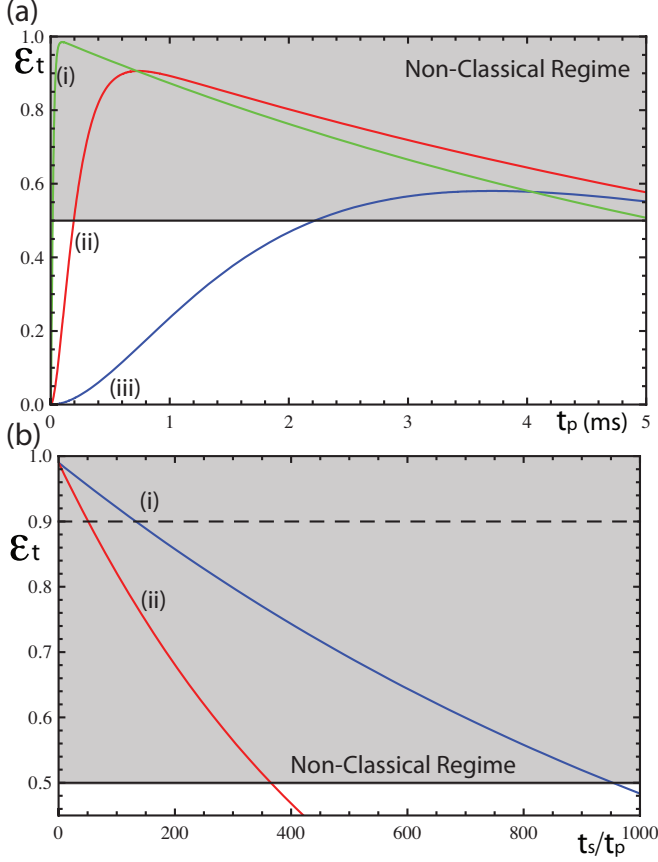 (a)
1.0
εt
(i)
Non-Classical Regime
0.8
0.6
0.4
(ii)
0.2
(iii)
0.0
0
1
2
3
4
5
tp (ms)
(b)
1.0
(i)
0.9
εt
(ii)
0.8
0.7
0.6
Non-Classical Regime
0.5
0
200
400
600
800
1000
ts/tp